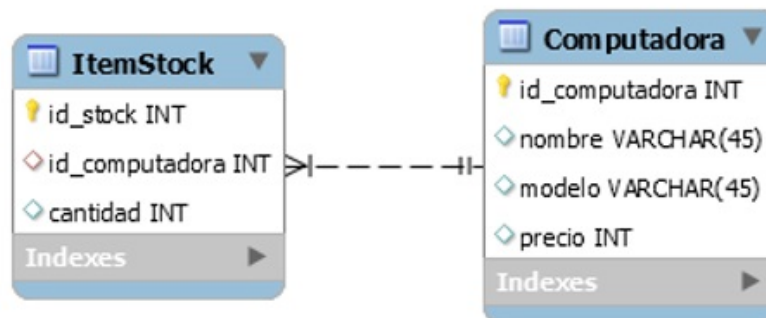 ItemStock
id_stock INT
id_computadora INT
cantidad INT
Indexes
Computadora
id_computadora INT
nombre VARCHAR(45)
modelo VARCHAR(45)
precio INT
Indexes